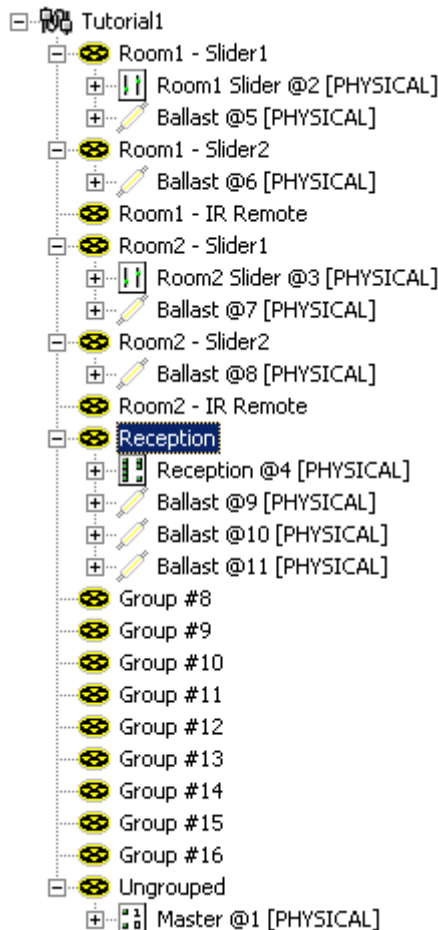 Tutorial1
Room1 - Slider1
Room1 Slider @2 [PHYSICAL]
Ballast @5 [PHYSICAL]
Room1 - Slider2
Ballast @6 [PHYSICAL]
Room1 - IR Remote
Room2 - Slider1
Room2 Slider @3 [PHYSICAL]
Ballast @7 [PHYSICAL]
Room2 - Slider2
Ballast @8 [PHYSICAL]
Room2 - IR Remote
Reception
Reception @4 [PHYSICAL]
Ballast @9 [PHYSICAL]
Ballast @10 [PHYSICAL]
Ballast @11 [PHYSICAL]
Group #8
Group #9
Group #10
Group #11
Group #12
Group #13
Group #14
Group #15
Group #16
Ungrouped
Master @1 [PHYSICAL]